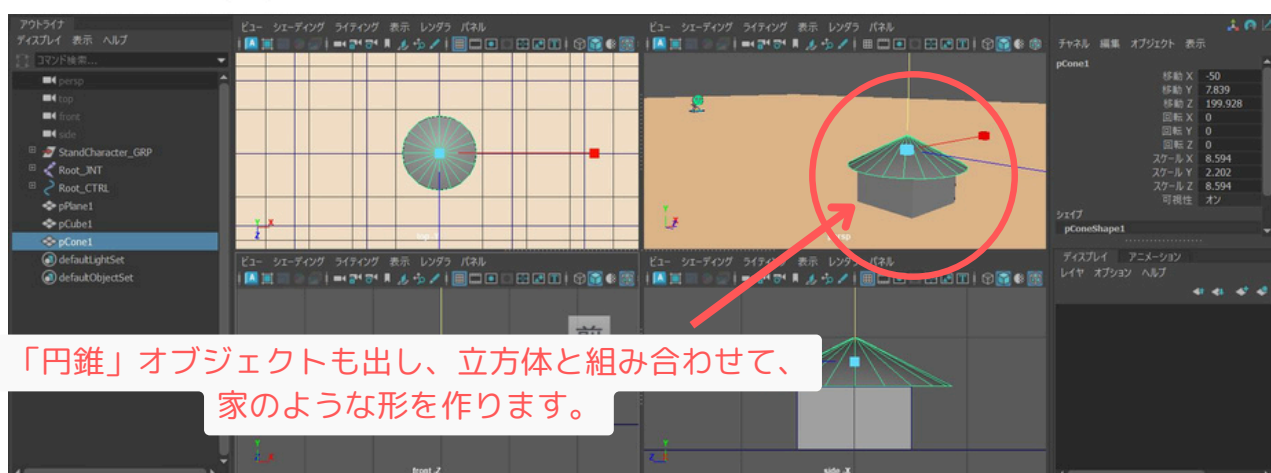 アウトライナ
ディスプレイ 表示 ヘルプ
コマンド検索...
persp
top
front
side
StandCharacter_GRP
Root_JNT
Root_CTRL
pPlane1
pCube1
pCone1
defaultLightSet
defaultObjectSet
ビュー シェーディング ライティング 表示 レンダラ パネル
top -Y
ビュー シェーディング ライティング 表示 レンダラ パネル
persp
ビュー シェーディング ライティング 表示 レンダラ パネル
front -Z
ビュー シェーディング ライティング 表示 レンダラ パネル
side -X
チャネル 編集 オブジェクト 表示
pCone1
移動 X -50
移動 Y 7.839
移動 Z 199.928
回転 X 0
回転 Y 0
回転 Z 0
スケール X 8.594
スケール Y 2.202
スケール Z 8.594
可視性 オン
シェイプ
pConeShape1
ディスプレイ アニメーション
レイヤ オプション ヘルプ
「円錐」オブジェクトも出し、立方体と組み合わせて、
家のような形を作ります。